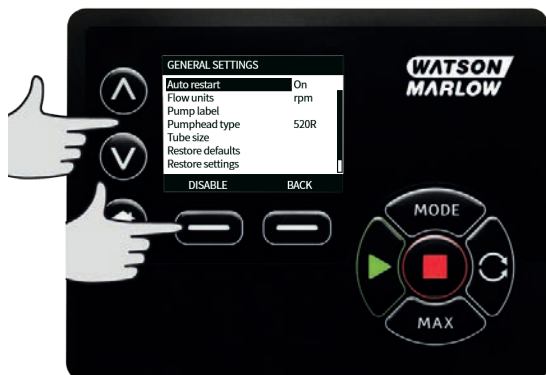 GENERAL SETTINGS
Auto restart On
Flow units rpm
Pump label
Pumphead type 520R
Tube size
Restore defaults
Restore settings
DISABLE BACK
WATSON
MARLOW
MODE
MAX